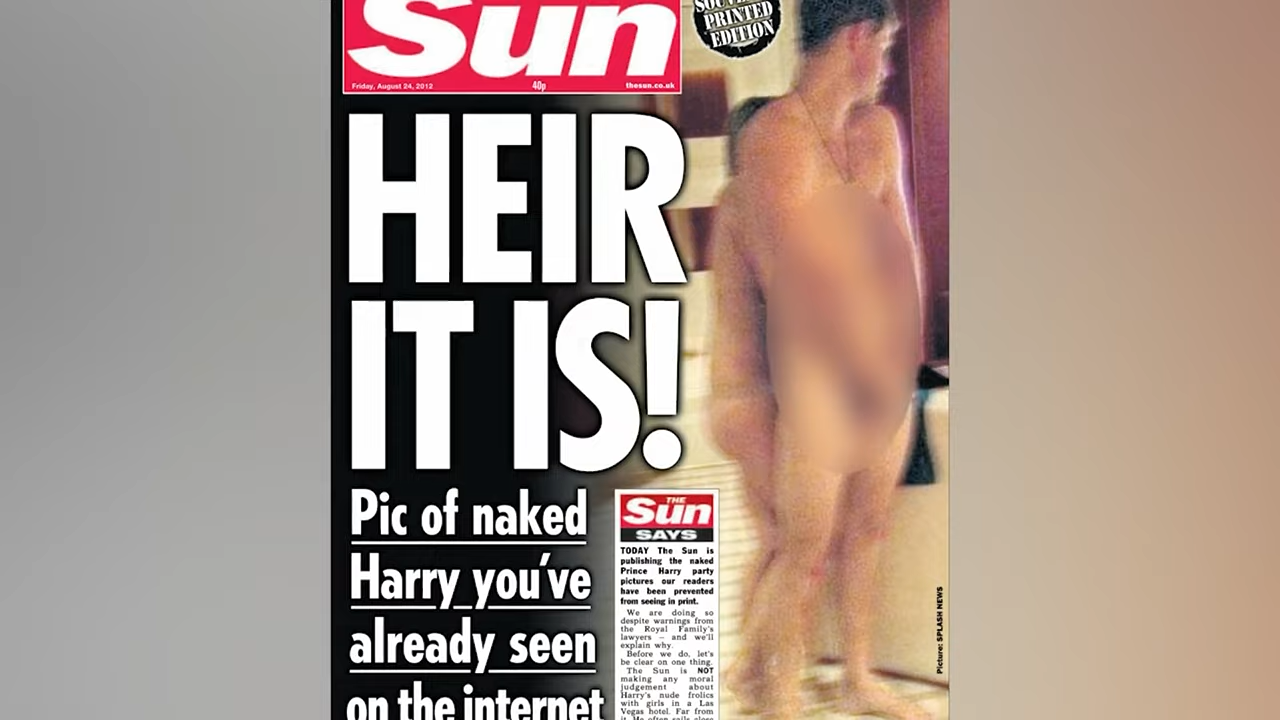 Sun
Friday, August 24, 2012
40p
thesun.co.uk
PRINTED
EDITION
HEIR
IT IS!
Pic of naked
Harry you've
already seen
on the internet
THE
Sun
SAYS
TODAY The Sun is
publishing the naked
Prince Harry party
pictures our readers
have been prevented
from seeing in print.
We are doing so
despite warnings from
the Royal Family's
lawyers – and we'll
explain why.
Before we do, let's
be clear on one thing.
The Sun is NOT
making any moral
judgement about
Harry's nude frolics
with girls in a Las
Vegas hotel. Far from
it. He often sails close
Picture: SPLASH NEWS